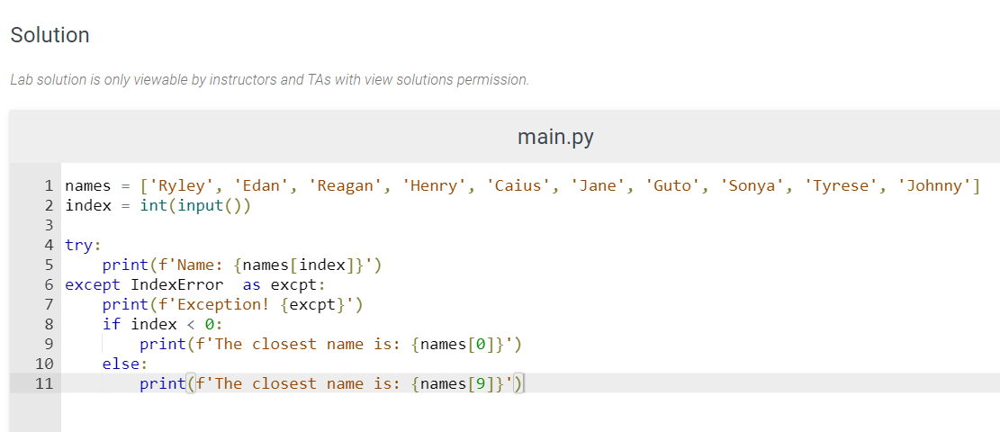 Solution
Lab solution is only viewable by instructors and TAs with view solutions permission.
main.py
1 names = ['Ryley', 'Edan', 'Reagan', 'Henry', 'Caius', 'Jane', 'Guto', 'Sonya', 'Tyrese', 'Johnny']
2 index = int(input())
3
4 try:
5     print(f'Name: {names[index]}')
6 except IndexError  as excpt:
7     print(f'Exception! {excpt}')
8     if index < 0:
9         print(f'The closest name is: {names[0]}')
10     else:
11         print(f'The closest name is: {names[9]}')